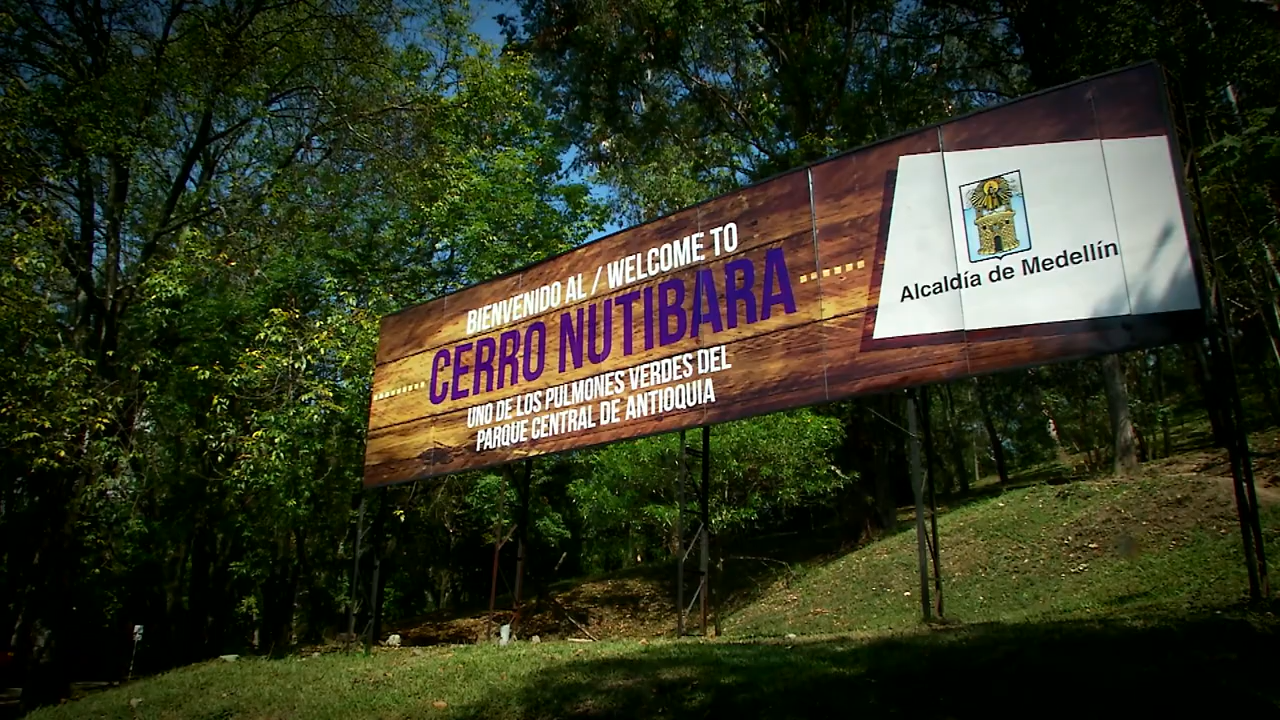 BIENVENIDO AL / WELCOME TO
CERRO NUTIBARA
UNO DE LOS PULMONES VERDES DEL
PARQUE CENTRAL DE ANTIOQUIA
Alcaldía de Medellín